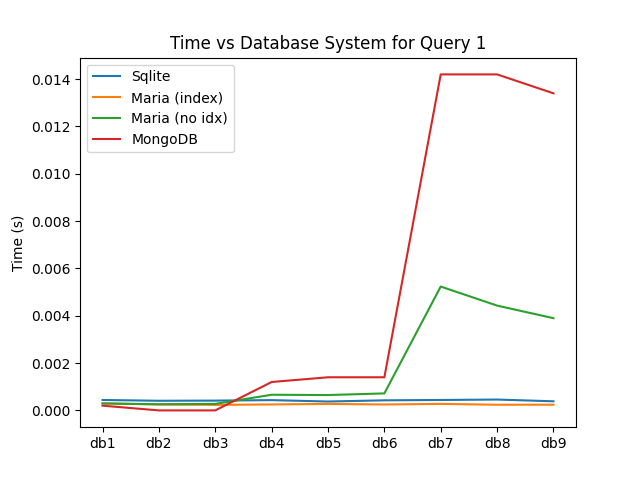 Time vs Database System for Query 1
Sqlite
Maria (index)
Maria (no idx)
MongoDB
Time (s)
0.014
0.012
0.010
0.008
0.006
0.004
0.002
0.000
db1 db2 db3 db4 db5 db6 db7 db8 db9